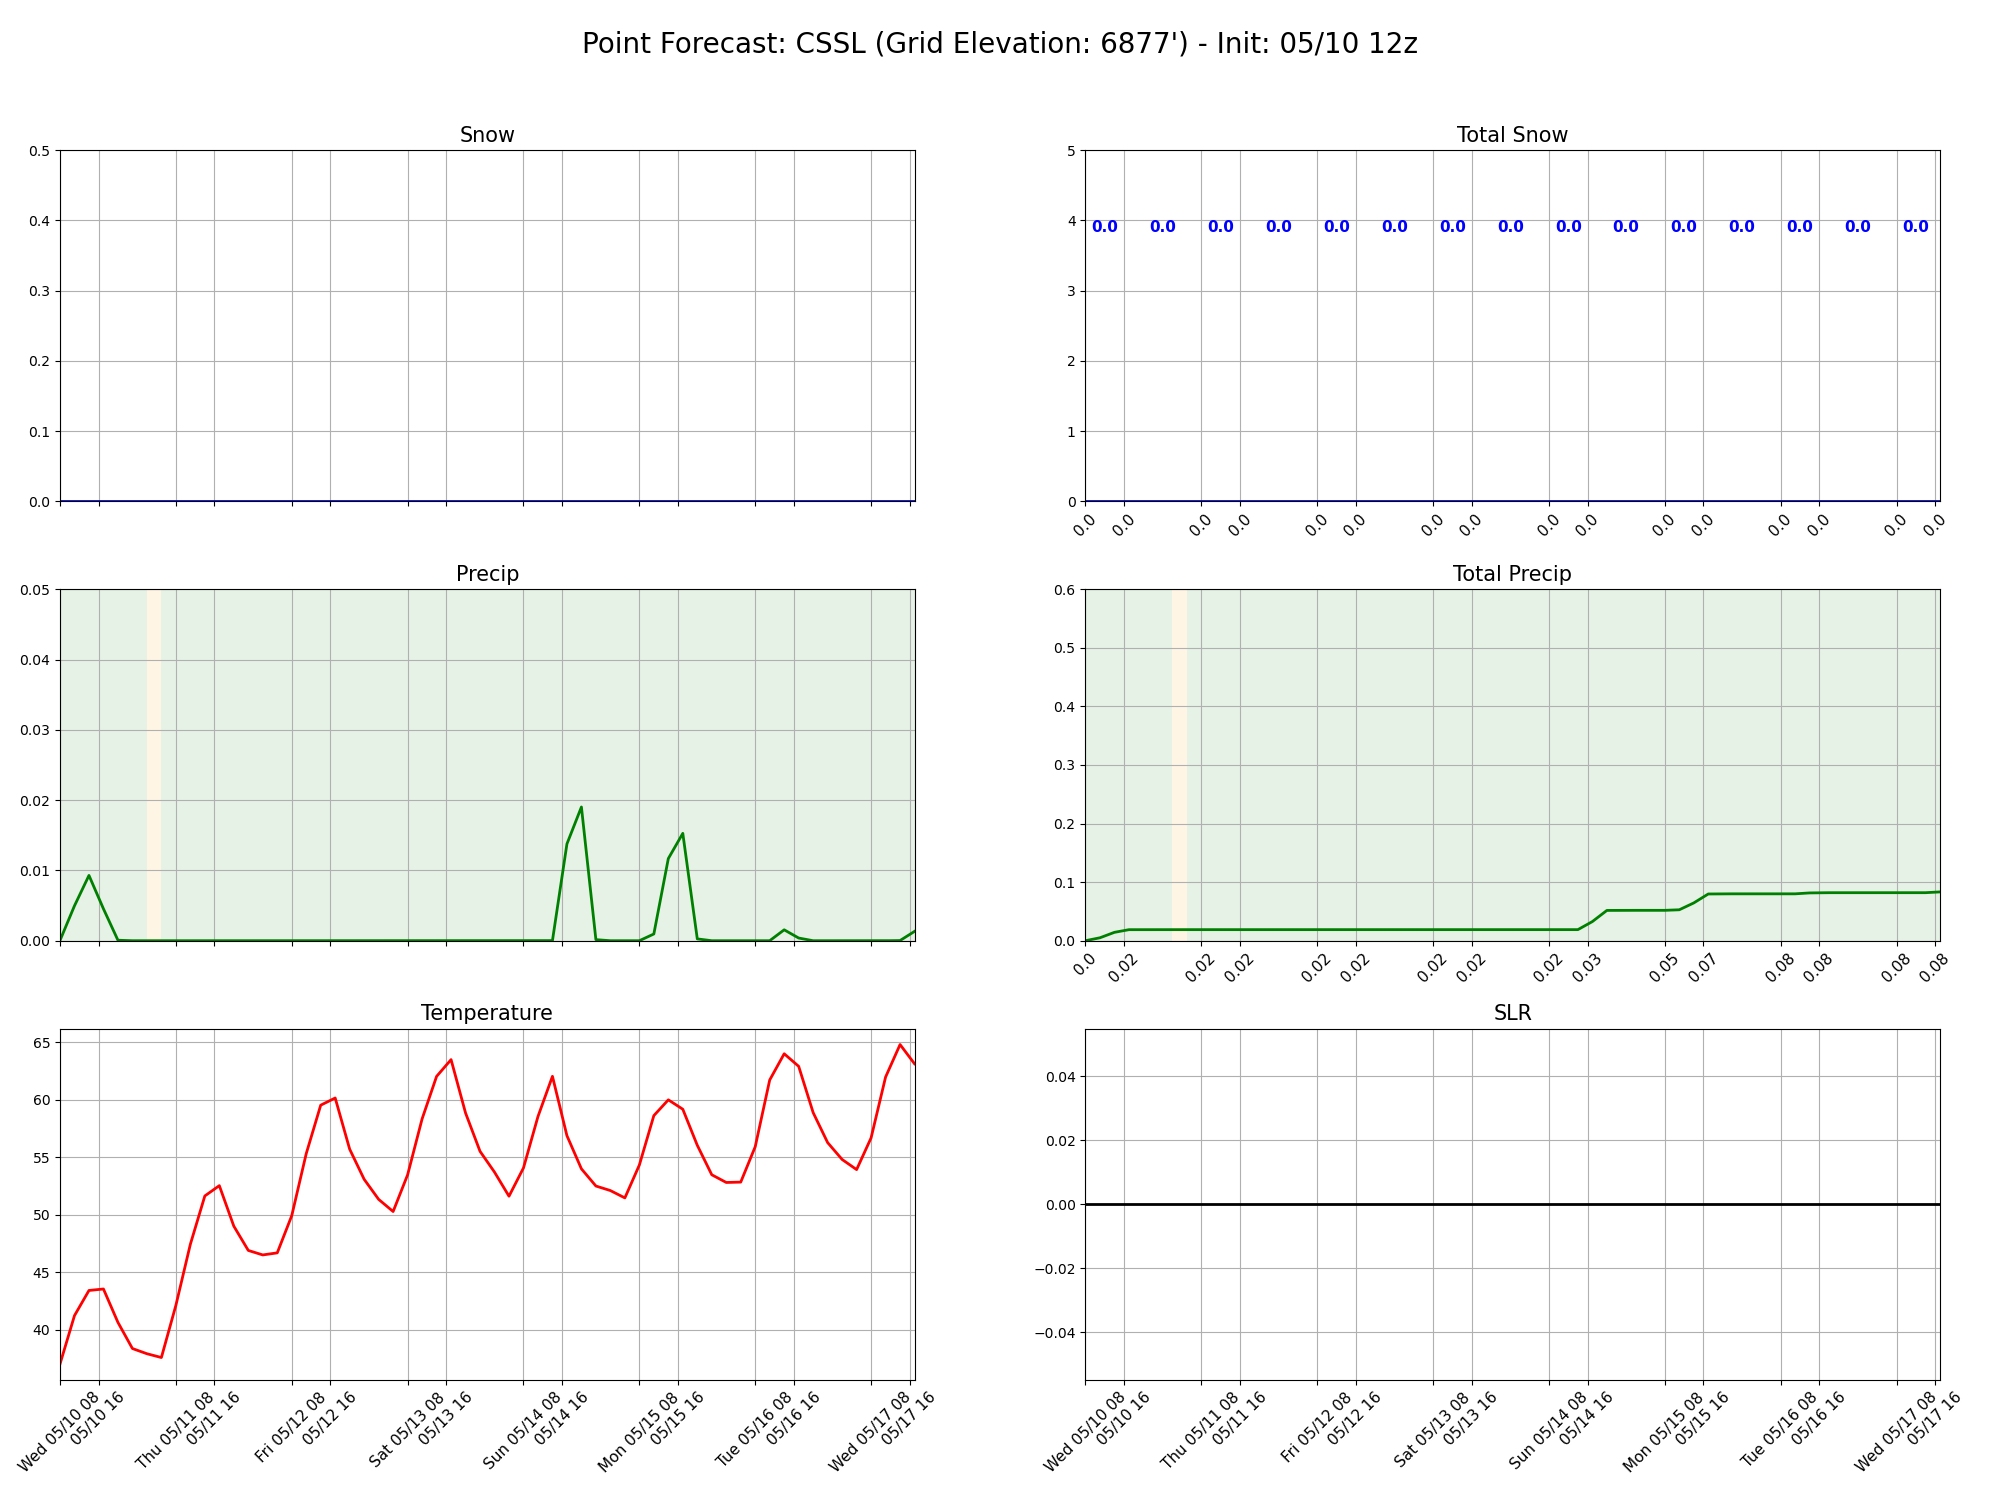 Point Forecast: CSSL (Grid Elevation: 6877') - Init: 05/10 12z
Snow
0.5
0.4
0.3
0.2
0.1
0.0
Total Snow
5
4
3
2
1
0
0.0 0.0 0.0 0.0 0.0 0.0 0.0 0.0 0.0 0.0 0.0 0.0 0.0 0.0 0.0
0.0 0.0 0.0 0.0 0.0 0.0 0.0 0.0 0.0 0.0 0.0 0.0 0.0 0.0 0.0 0.0
Precip
0.05
0.04
0.03
0.02
0.01
0.00
Total Precip
0.6
0.5
0.4
0.3
0.2
0.1
0.0
0.0 0.02 0.02 0.02 0.02 0.02 0.02 0.02 0.02 0.03 0.05 0.07 0.08 0.08 0.08 0.08
Temperature
65
60
55
50
45
40
Wed 05/10 08
05/10 16
Thu 05/11 08
05/11 16
Fri 05/12 08
05/12 16
Sat 05/13 08
05/13 16
Sun 05/14 08
05/14 16
Mon 05/15 08
05/15 16
Tue 05/16 08
05/16 16
Wed 05/17 08
05/17 16
SLR
0.04
0.02
0.00
−0.02
−0.04
Wed 05/10 08
05/10 16
Thu 05/11 08
05/11 16
Fri 05/12 08
05/12 16
Sat 05/13 08
05/13 16
Sun 05/14 08
05/14 16
Mon 05/15 08
05/15 16
Tue 05/16 08
05/16 16
Wed 05/17 08
05/17 16